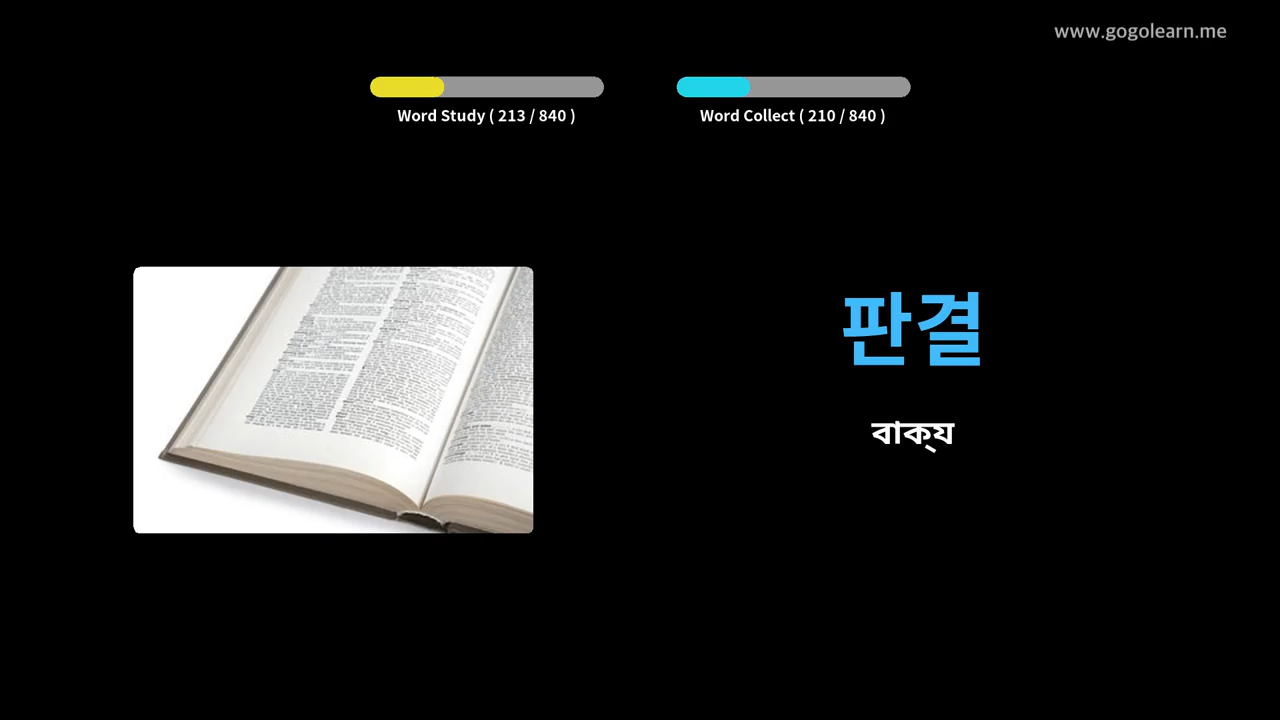 www.gogolearn.me
Word Study ( 213 / 840 )
Word Collect ( 210 / 840 )
판결
বাক্য